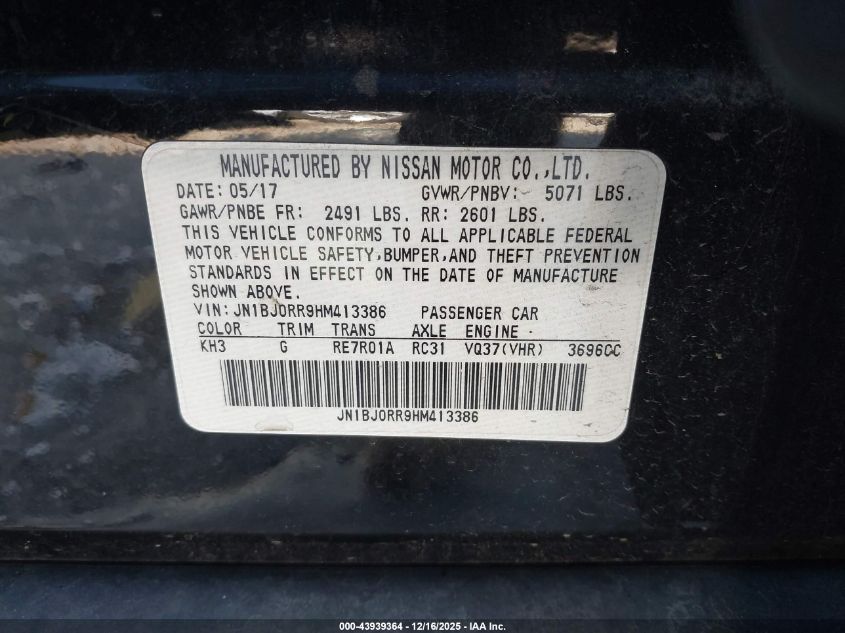 MANUFACTURED BY NISSAN MOTOR CO.,LTD.
DATE: 05/17 GVWR/PNBV: 5071 LBS.
GAWR/PNBE FR: 2491 LBS. RR: 2601 LBS.
THIS VEHICLE CONFORMS TO ALL APPLICABLE FEDERAL
MOTOR VEHICLE SAFETY,BUMPER,AND THEFT PREVENTION
STANDARDS IN EFFECT ON THE DATE OF MANUFACTURE
SHOWN ABOVE.
VIN: JN1BJ0RR9HM413386 PASSENGER CAR
COLOR TRIM TRANS AXLE ENGINE
KH3 G RE7R01A RC31 VQ37(VHR) 3696CC
JN1BJ0RR9HM413386
000-43939364 - 12/16/2025 - IAA Inc.